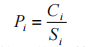 P_i = C_i / S_i